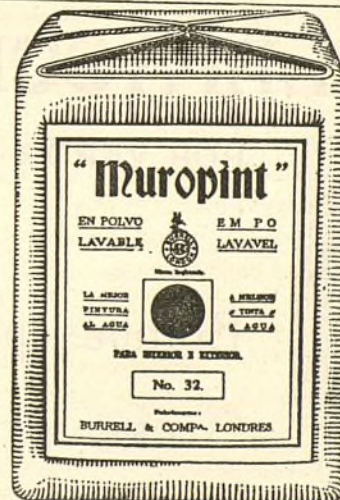 "Muropint"
EN POLVO EM PO
LAVABLE LAVAVEL
LA MEJOR A MELHOR
PINTURA TINTA
AL AGUA A AGUA
PARA INTERIOR E EXTERIOR.
No. 32.
BURRELL & COMPA. LONDRES